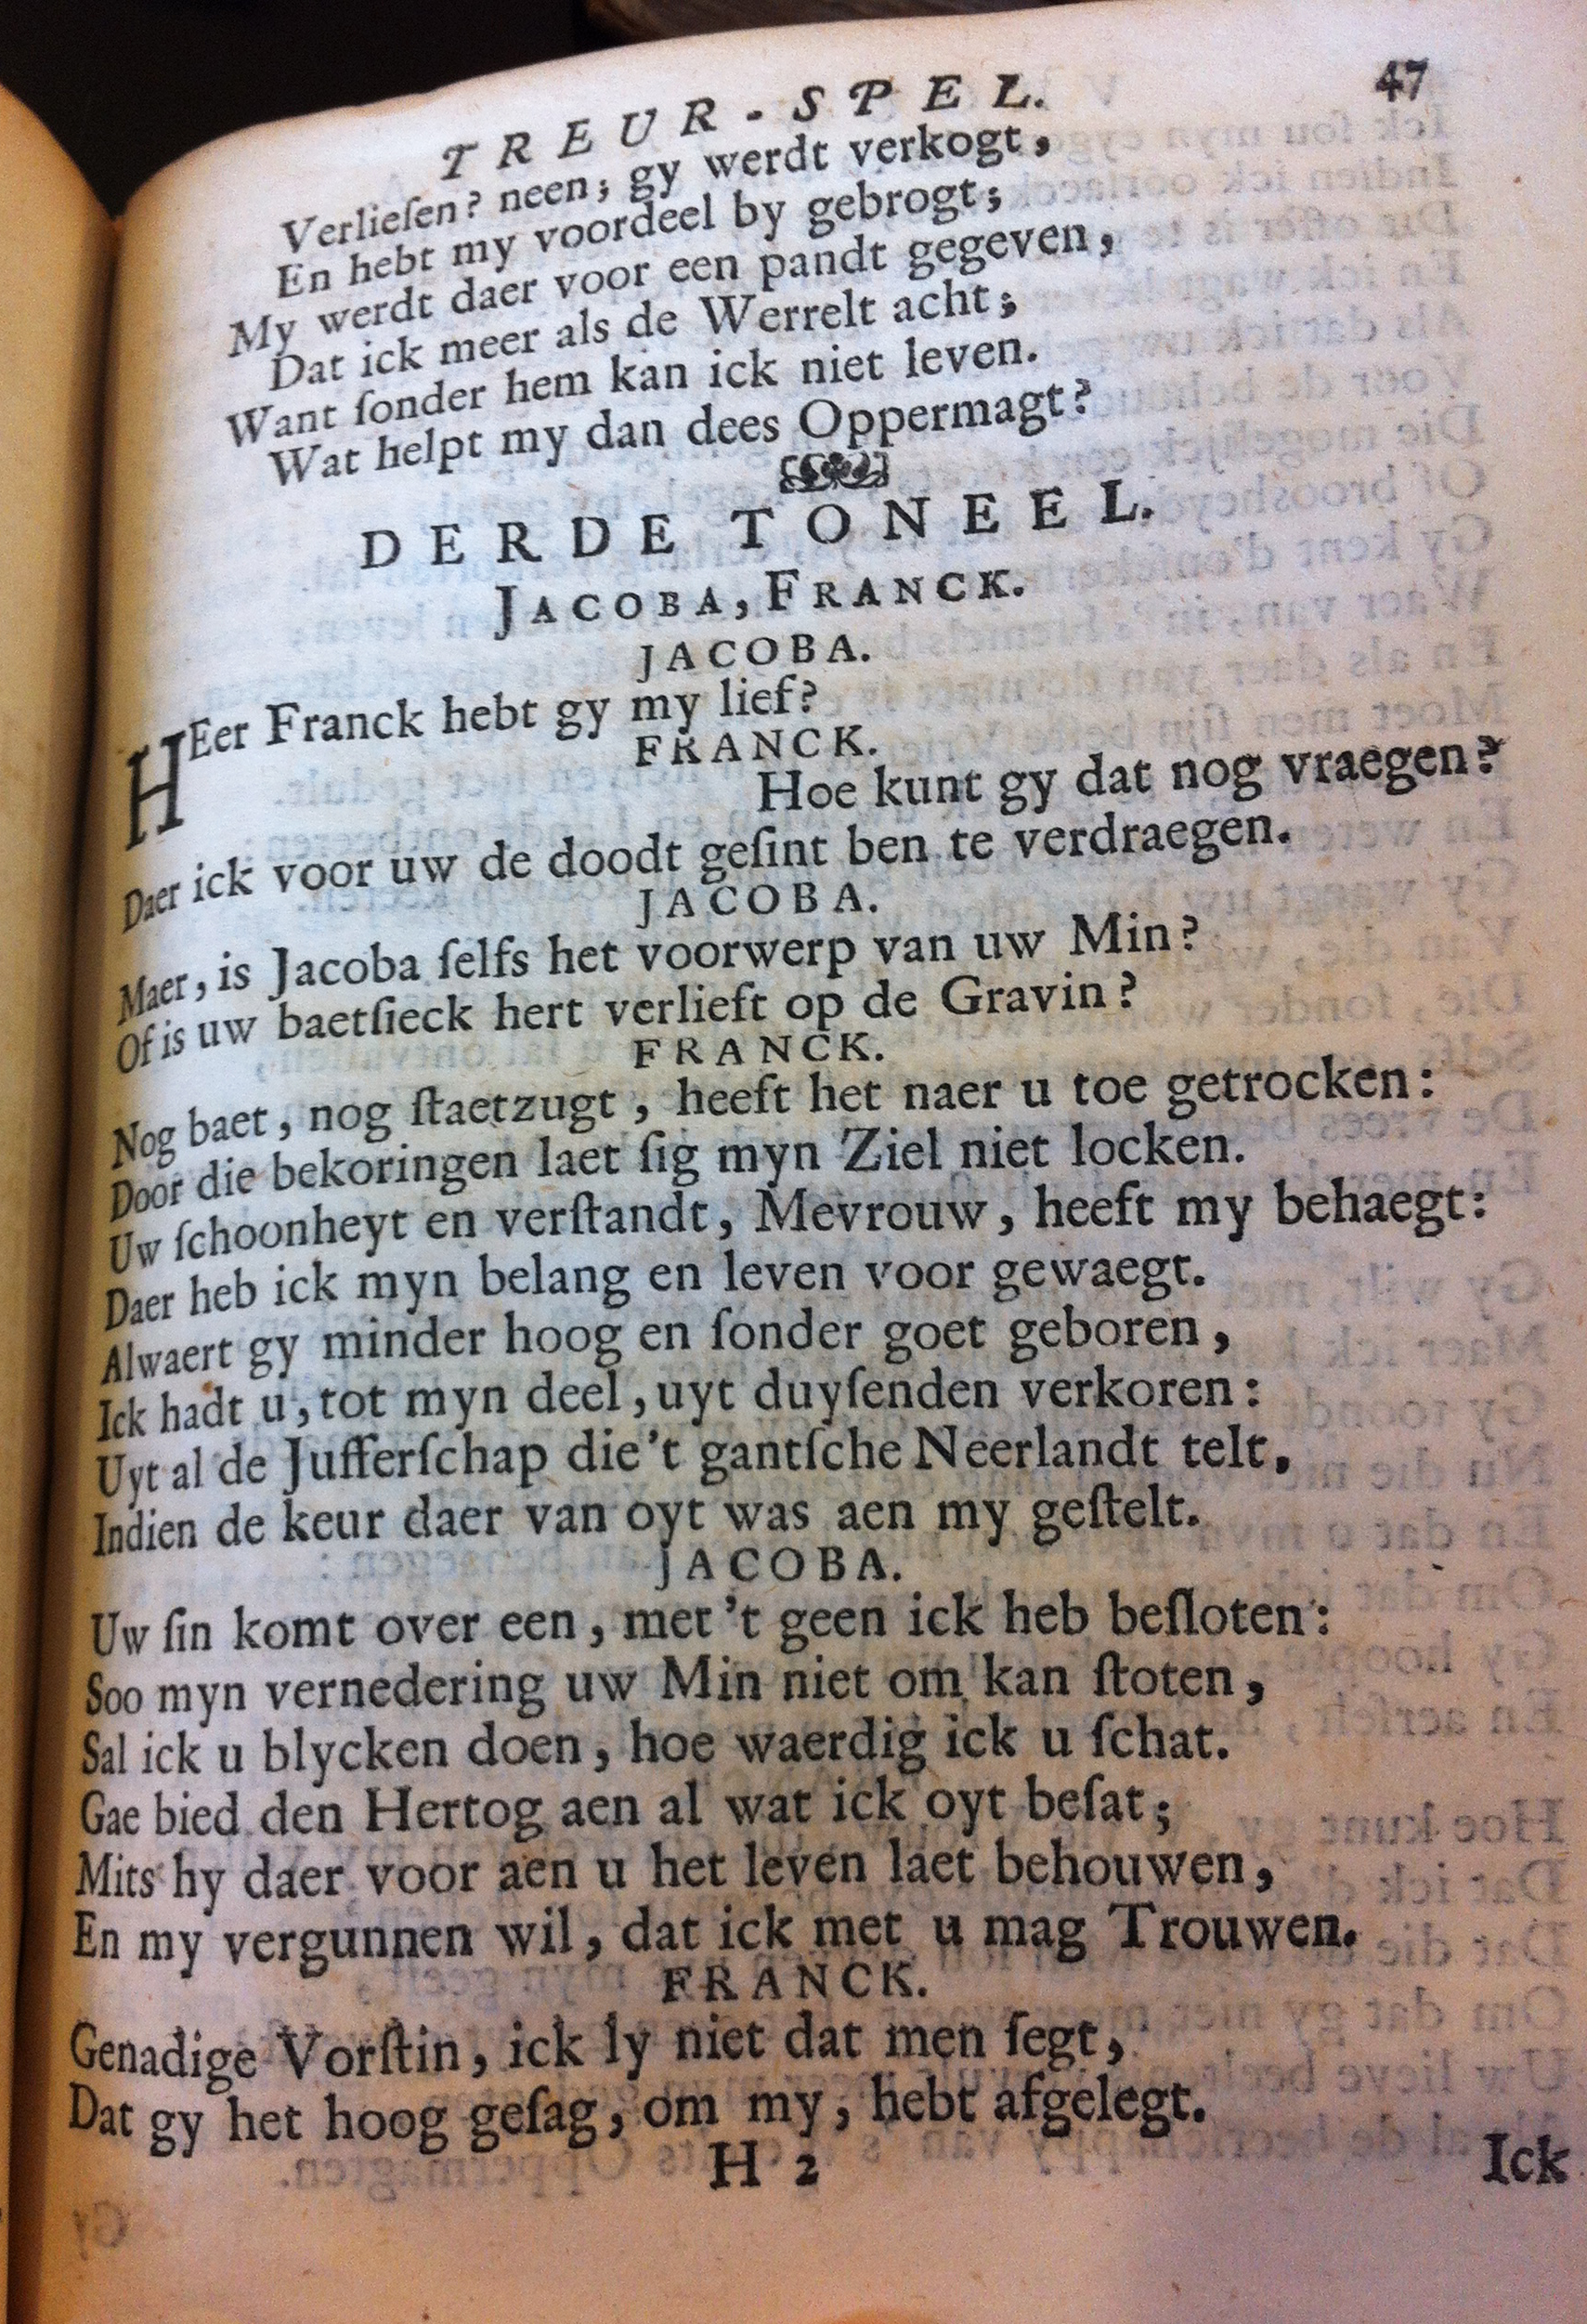 TREUR-SPEL. 47
Verlieſen? neen; gy werdt verkogt,
En hebt my voordeel by gebrogt;
My werdt daer voor een pandt gegeven,
Dat ick meer als de Werrelt acht;
Want ſonder hem kan ick niet leven.
Wat helpt my dan dees Oppermagt?
DERDE TONEEL.
JACOBA, FRANCK.
JACOBA.
HEer Franck hebt gy my lief?
FRANCK.
Hoe kunt gy dat nog vraegen?
Daer ick voor uw de doodt geſint ben te verdraegen.
JACOBA.
Maer, is Jacoba ſelfs het voorwerp van uw Min?
Of is uw baetſieck hert verlieft op de Gravin?
FRANCK.
Nog baet, nog ſtaetzugt, heeft het naer u toe getrocken:
Door die bekoringen laet ſig myn Ziel niet locken.
Uw ſchoonheyt en verſtandt, Mevrouw, heeft my behaegt:
Daer heb ick myn belang en leven voor gewaegt.
Alwaert gy minder hoog en ſonder goet geboren,
Ick hadt u, tot myn deel, uyt duyſenden verkoren:
Uyt al de Jufferſchap die't gantſche Neerlandt telt,
Indien de keur daer van oyt was aen my geſtelt.
JACOBA.
Uw ſin komt over een, met 't geen ick heb beſloten:
Soo myn vernedering uw Min niet om kan ſtoten,
Sal ick u blycken doen, hoe waerdig ick u ſchat.
Gae bied den Hertog aen al wat ick oyt beſat;
Mits hy daer voor aen u het leven laet behouwen,
En my vergunnen wil, dat ick met u mag Trouwen.
FRANCK.
Genadige Vorſtin, ick ly niet dat men ſegt,
Dat gy het hoog geſag, om my, hebt afgelegt.
H 2 Ick